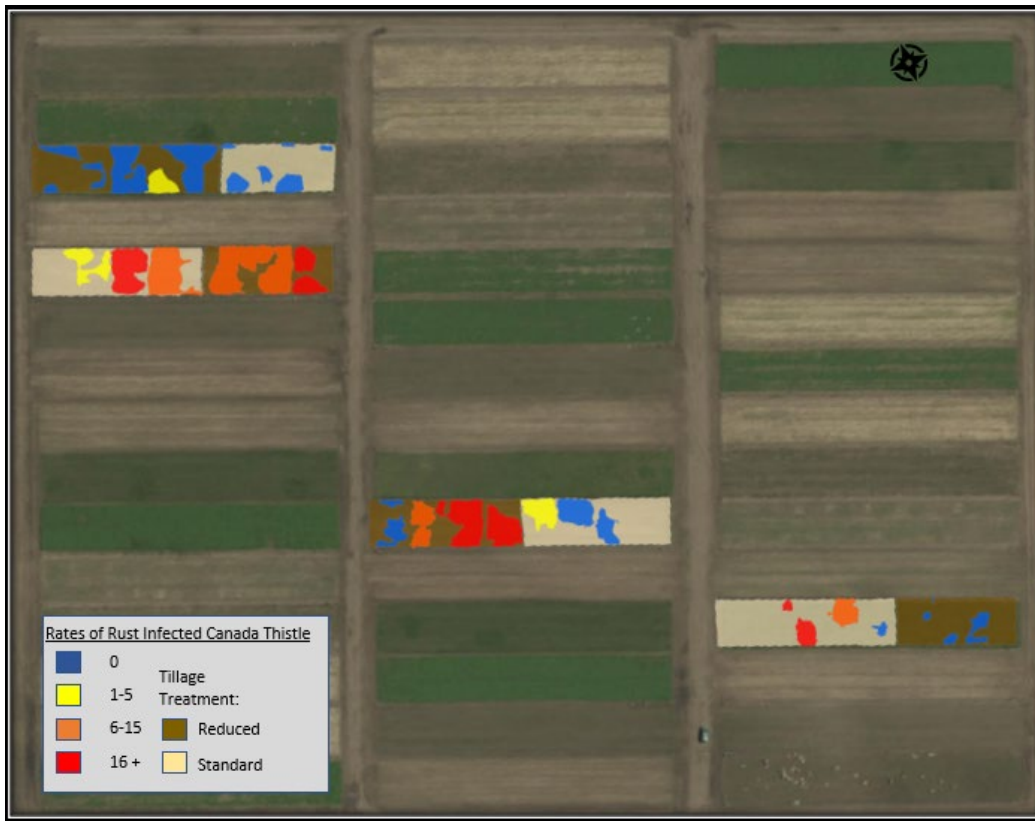 Rates of Rust Infected Canada Thistle
0
1-5
6-15
16 +
Tillage
Treatment:
Reduced
Standard